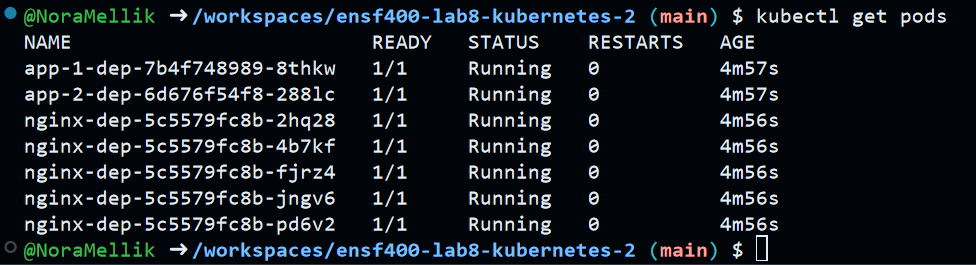 @NoraMellik ➜ /workspaces/ensf400-lab8-kubernetes-2 (main) $ kubectl get pods
NAME READY STATUS RESTARTS AGE
app-1-dep-7b4f748989-8thkw 1/1 Running 0 4m57s
app-2-dep-6d676f54f8-288lc 1/1 Running 0 4m57s
nginx-dep-5c5579fc8b-2hq28 1/1 Running 0 4m56s
nginx-dep-5c5579fc8b-4b7kf 1/1 Running 0 4m56s
nginx-dep-5c5579fc8b-fjrz4 1/1 Running 0 4m56s
nginx-dep-5c5579fc8b-jngv6 1/1 Running 0 4m56s
nginx-dep-5c5579fc8b-pd6v2 1/1 Running 0 4m56s
@NoraMellik ➜ /workspaces/ensf400-lab8-kubernetes-2 (main) $